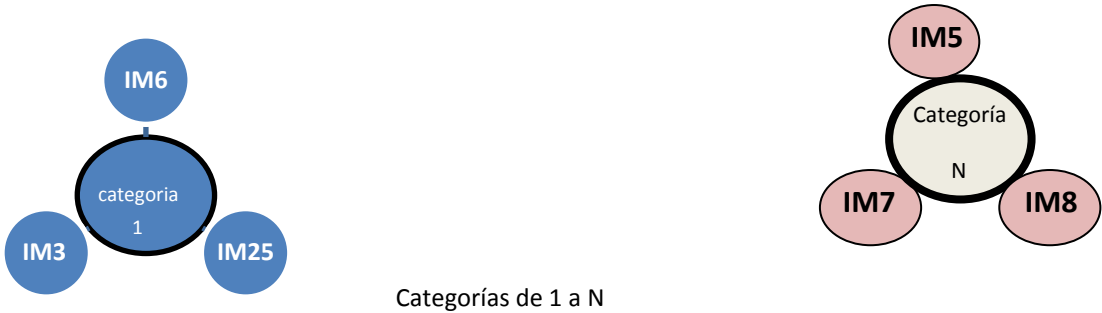 IM6
categoria
1
IM3
IM25
IM5
Categoría
N
IM7
IM8
Categorías de 1 a N